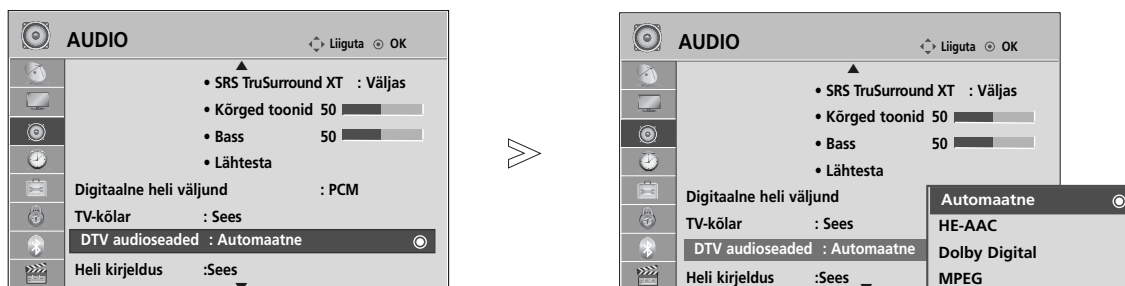 AUDIO
Liiguta OK
• SRS TruSurround XT : Väljas
• Kõrged toonid 50
• Bass 50
• Lähtesta
Digitaalne heli väljund : PCM
TV-kõlar : Sees
DTV audioseaded : Automaatne
Heli kirjeldus :Sees
AUDIO
Liiguta OK
• SRS TruSurround XT : Väljas
• Kõrged toonid 50
• Bass 50
• Lähtesta
Digitaalne heli väljund
TV-kõlar : Sees
DTV audioseaded : Automaatne
Heli kirjeldus :Sees
Automaatne
HE-AAC
Dolby Digital
MPEG